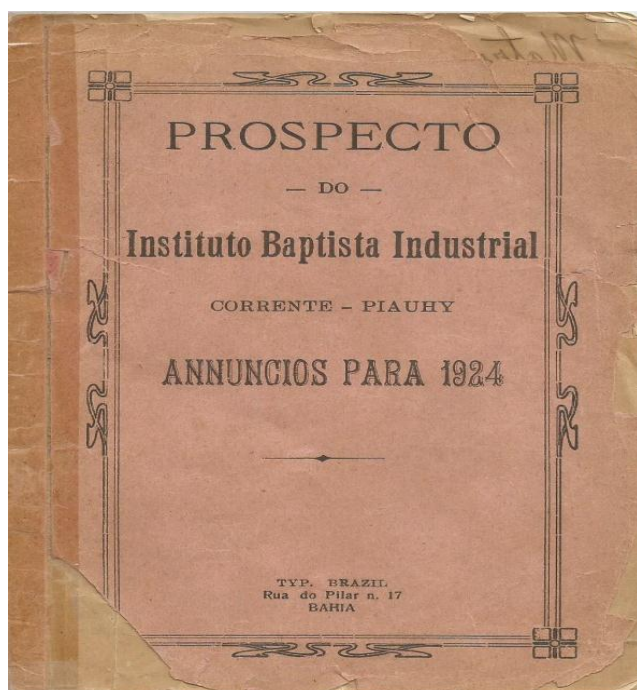 PROSPECTO
— DO —
Instituto Baptista Industrial
CORRENTE – PIAUHY
ANNUNCIOS PARA 1924
TYP. BRAZIL
Rua do Pilar n. 17
BAHIA